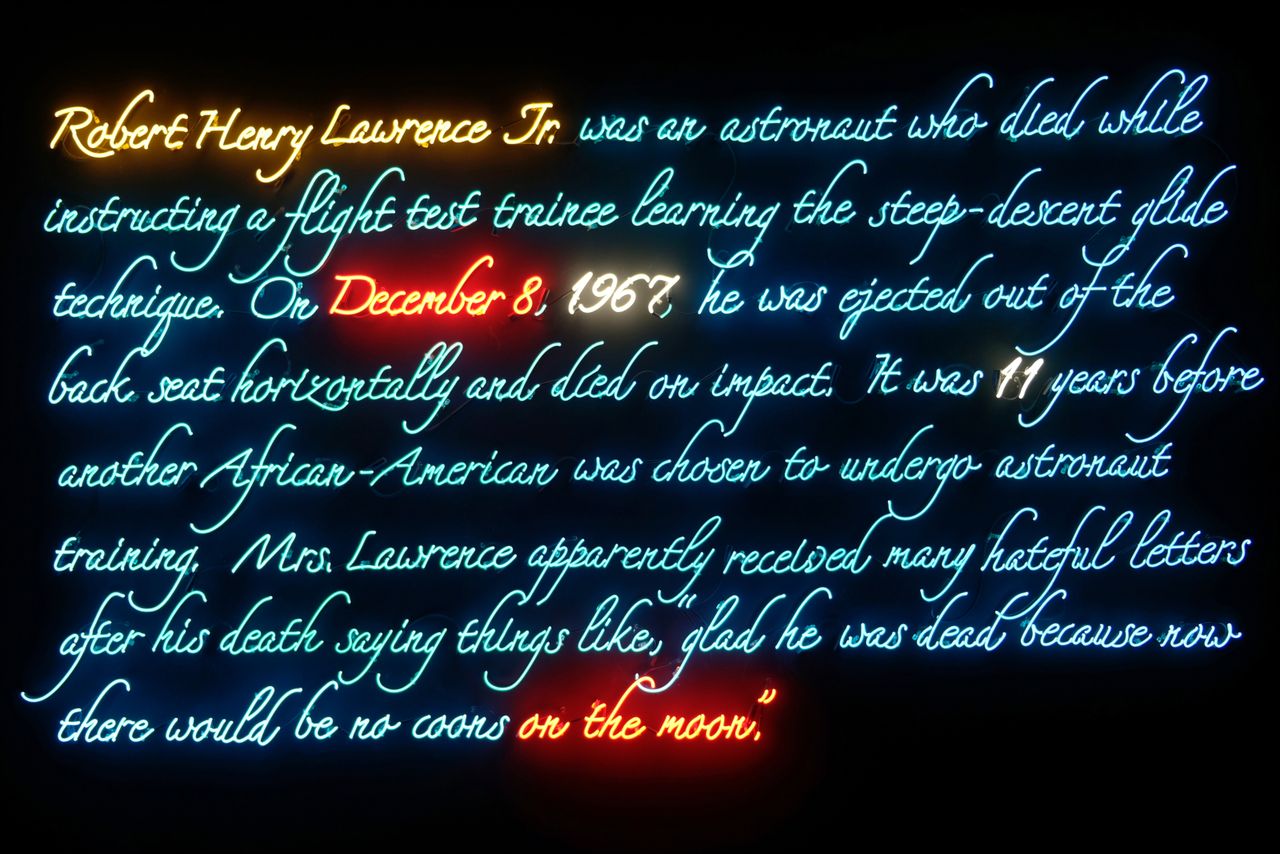 Robert Henry Lawrence Jr. was an astronaut who died while
instructing a flight test trainee learning the steep-descent glide
technique. On December 8, 1967, he was ejected out of the
back seat horizontally and died on impact. It was 11 years before
another African-American was chosen to undergo astronaut
training. Mrs. Lawrence apparently received many hateful letters
after his death saying things like, "glad he was dead because now
there would be no coons on the moon."